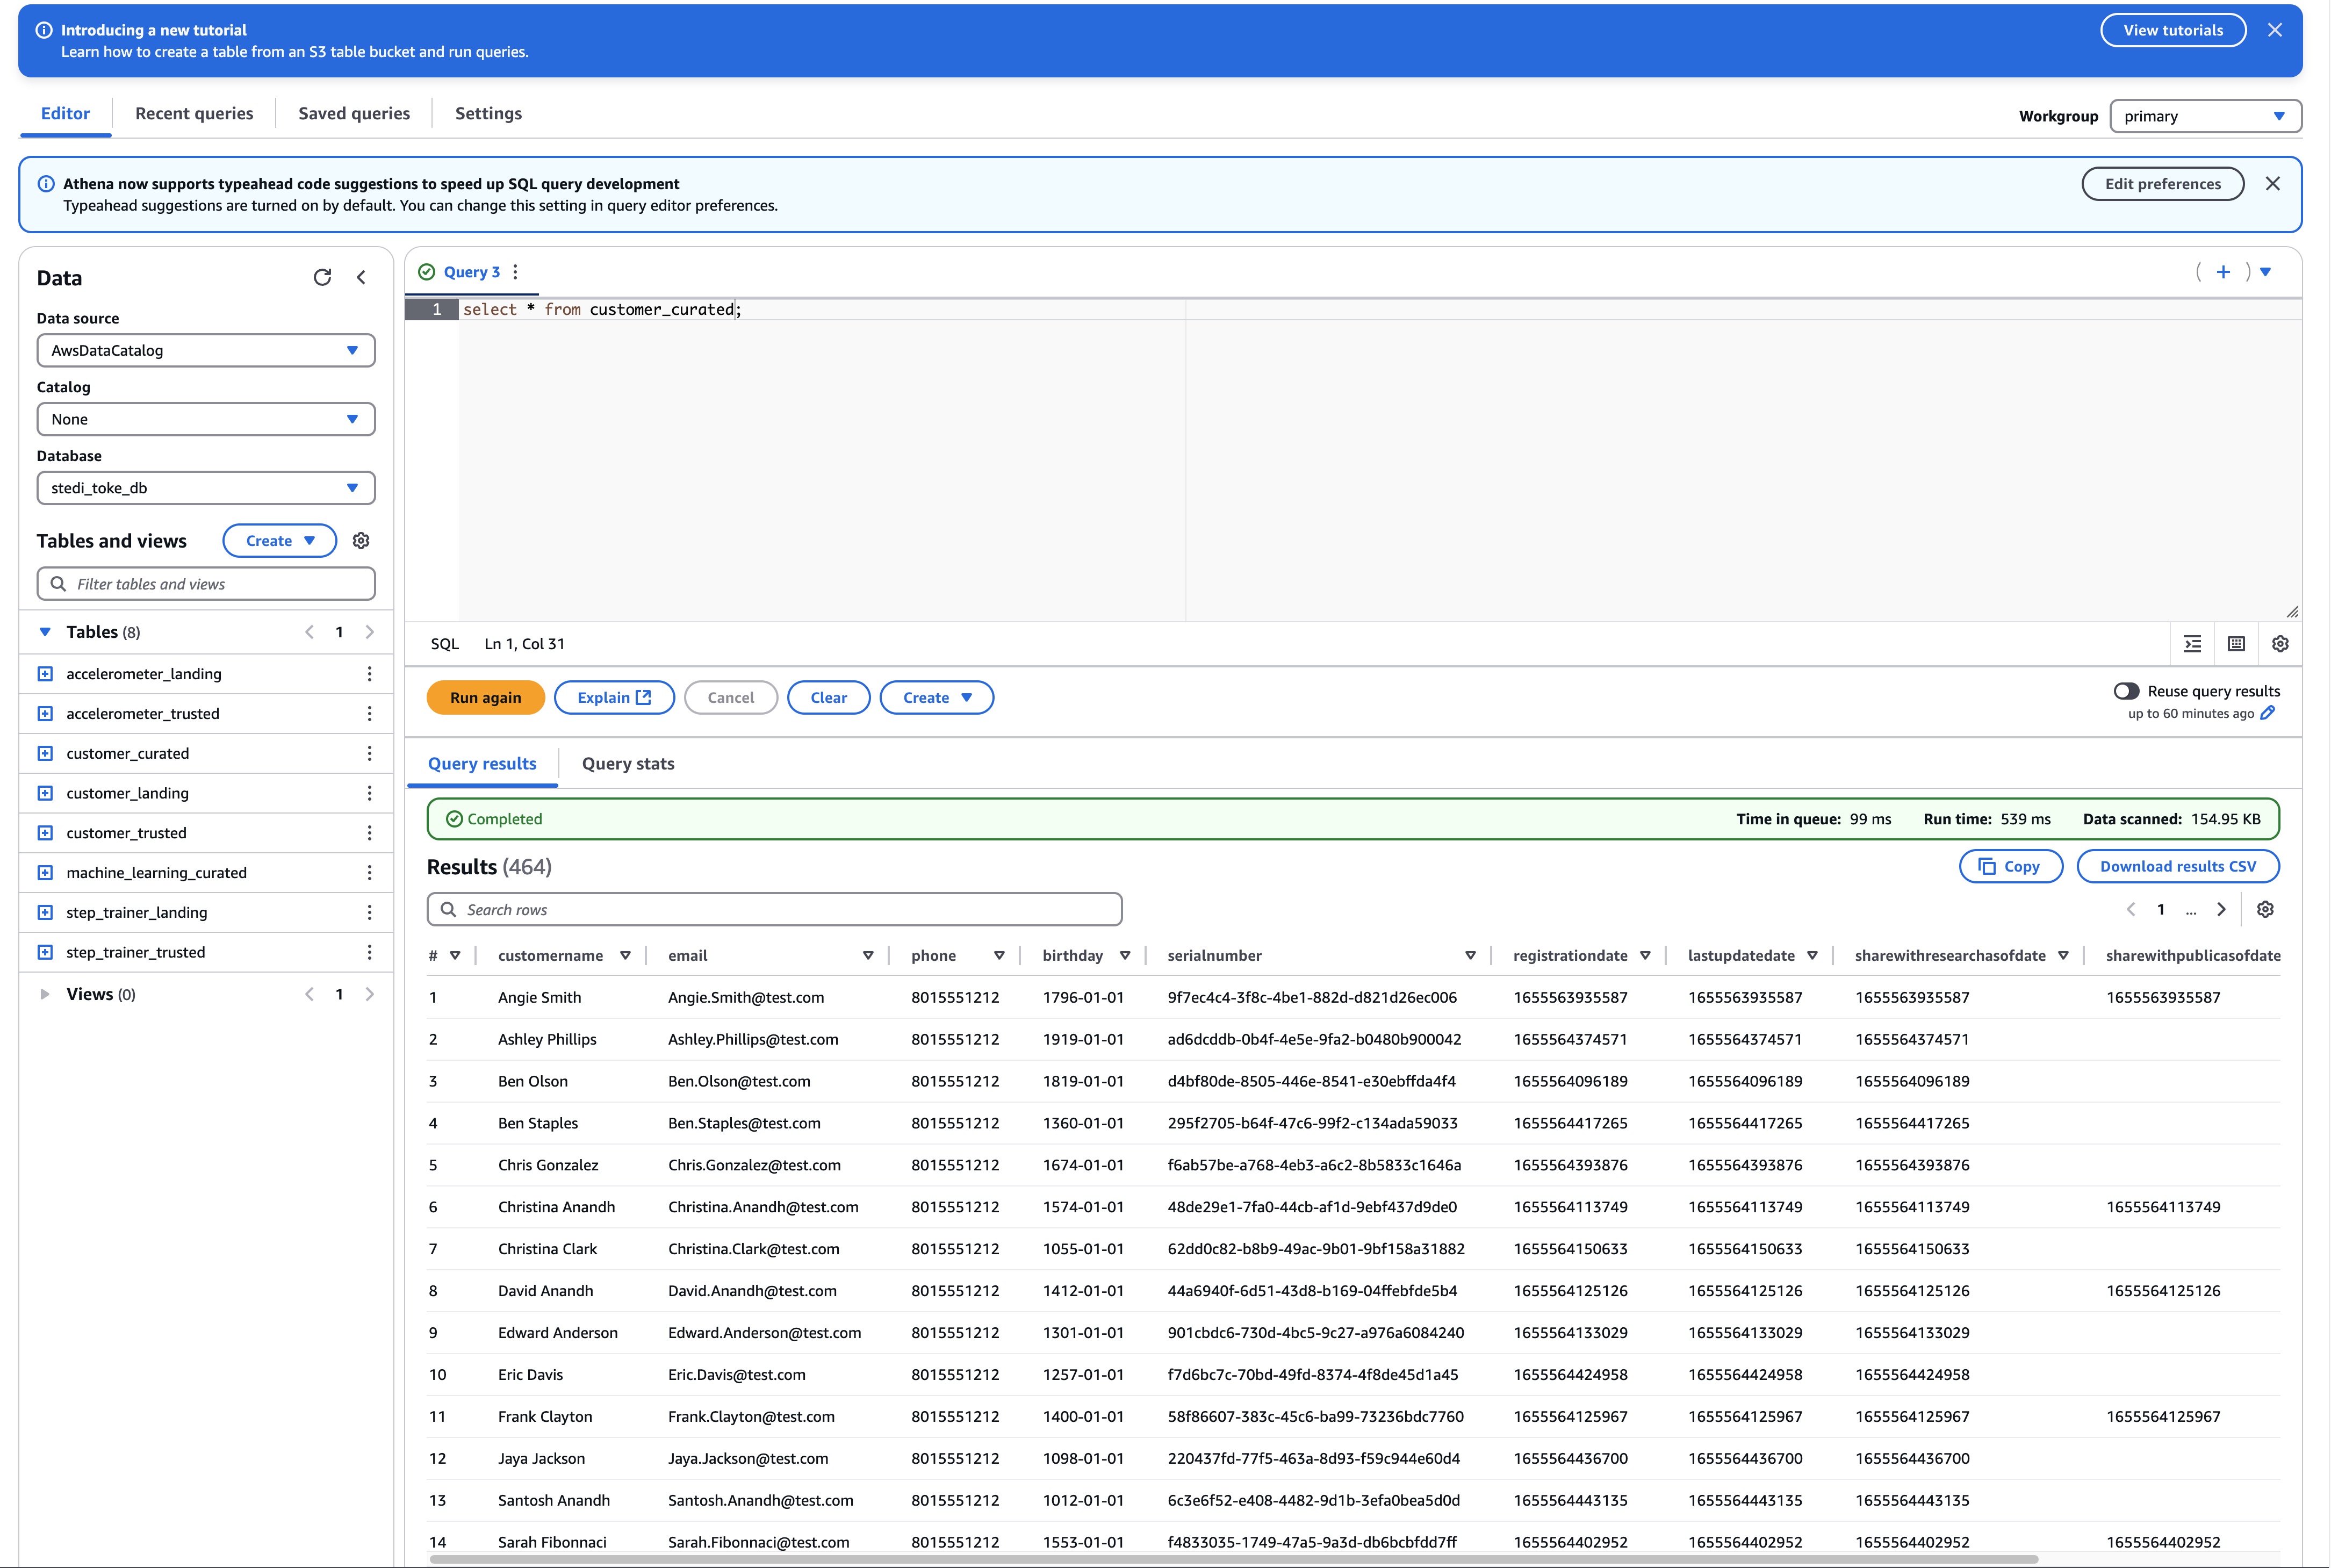 Introducing a new tutorial
Learn how to create a table from an S3 table bucket and run queries.
View tutorials
Editor Recent queries Saved queries Settings
Workgroup primary
Athena now supports typeahead code suggestions to speed up SQL query development
Typeahead suggestions are turned on by default. You can change this setting in query editor preferences.
Edit preferences
Data
Data source
AwsDataCatalog
Catalog
None
Database
stedi_toke_db
Tables and views Create
Filter tables and views
Tables (8) 1
accelerometer_landing
accelerometer_trusted
customer_curated
customer_landing
customer_trusted
machine_learning_curated
step_trainer_landing
step_trainer_trusted
Views (0) 1
Query 3
1 select * from customer_curated;
SQL Ln 1, Col 31
Run again Explain Cancel Clear Create
Reuse query results
up to 60 minutes ago
Query results Query stats
Completed Time in queue: 99 ms Run time: 539 ms Data scanned: 154.95 KB
Results (464) Copy Download results CSV
Search rows 1 ...
# customername email phone birthday serialnumber registrationdate lastupdatedate sharewithresearchasofdate sharewithpublicasofdate
1 Angie Smith Angie.Smith@test.com 8015551212 1796-01-01 9f7ec4c4-3f8c-4be1-882d-d821d26ec006 1655563935587 1655563935587 1655563935587 1655563935587
2 Ashley Phillips Ashley.Phillips@test.com 8015551212 1919-01-01 ad6dcddb-0b4f-4e5e-9fa2-b0480b900042 1655564374571 1655564374571 1655564374571
3 Ben Olson Ben.Olson@test.com 8015551212 1819-01-01 d4bf80de-8505-446e-8541-e30ebffda4f4 1655564096189 1655564096189 1655564096189
4 Ben Staples Ben.Staples@test.com 8015551212 1360-01-01 295f2705-b64f-47c6-99f2-c134ada59033 1655564417265 1655564417265 1655564417265
5 Chris Gonzalez Chris.Gonzalez@test.com 8015551212 1674-01-01 f6ab57be-a768-4eb3-a6c2-8b5833c1646a 1655564393876 1655564393876 1655564393876
6 Christina Anandh Christina.Anandh@test.com 8015551212 1574-01-01 48de29e1-7fa0-44cb-af1d-9ebf437d9de0 1655564113749 1655564113749 1655564113749 1655564113749
7 Christina Clark Christina.Clark@test.com 8015551212 1055-01-01 62dd0c82-b8b9-49ac-9b01-9bf158a31882 1655564150633 1655564150633 1655564150633
8 David Anandh David.Anandh@test.com 8015551212 1412-01-01 44a6940f-6d51-43d8-b169-04ffebfde5b4 1655564125126 1655564125126 1655564125126 1655564125126
9 Edward Anderson Edward.Anderson@test.com 8015551212 1301-01-01 901cbdc6-730d-4bc5-9c27-a976a6084240 1655564133029 1655564133029 1655564133029
10 Eric Davis Eric.Davis@test.com 8015551212 1257-01-01 f7d6bc7c-70bd-49fd-8374-4f8de45d1a45 1655564424958 1655564424958 1655564424958
11 Frank Clayton Frank.Clayton@test.com 8015551212 1400-01-01 58f86607-383c-45c6-ba99-73236bdc7760 1655564125967 1655564125967 1655564125967 1655564125967
12 Jaya Jackson Jaya.Jackson@test.com 8015551212 1098-01-01 220437fd-77f5-463a-8d93-f59c944e60d4 1655564436700 1655564436700 1655564436700
13 Santosh Anandh Santosh.Anandh@test.com 8015551212 1012-01-01 6c3e6f52-e408-4482-9d1b-3efa0bea5d0d 1655564443135 1655564443135 1655564443135
14 Sarah Fibonnaci Sarah.Fibonnaci@test.com 8015551212 1553-01-01 f4833035-1749-47a5-9a3d-db6bcbfdd7ff 1655564402952 1655564402952 1655564402952 1655564402952